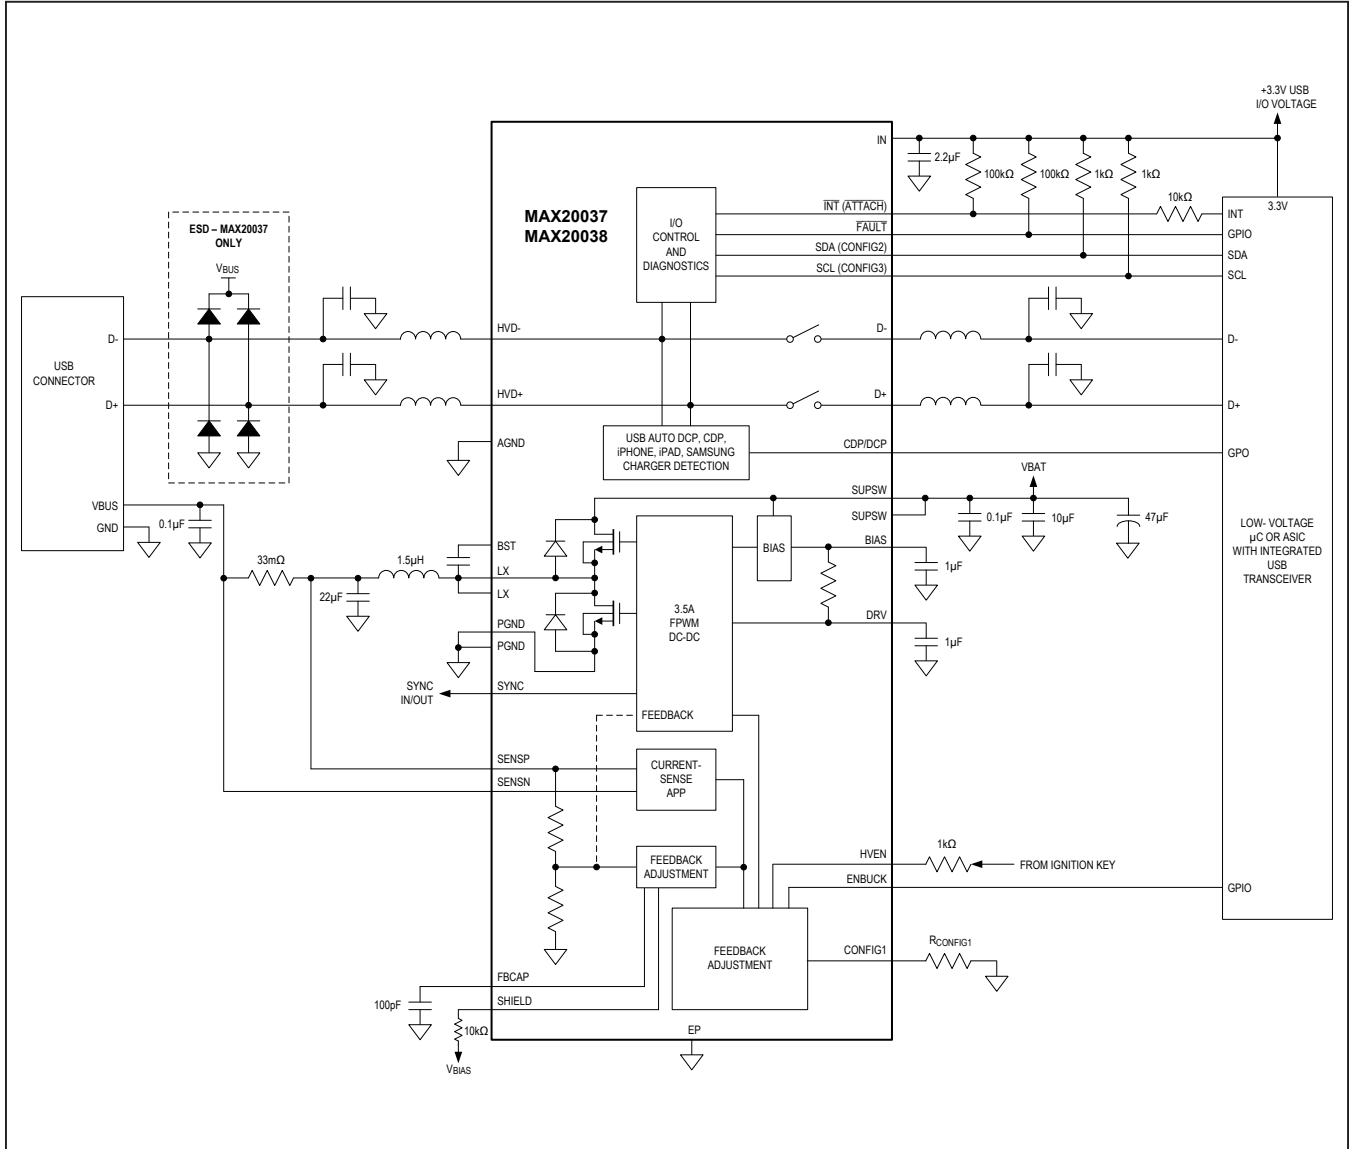 +3.3V USB
I/O VOLTAGE
IN
2.2µF
100kΩ
100kΩ
1kΩ
1kΩ
10kΩ
3.3V
MAX20037
MAX20038
I/O
CONTROL
AND
DIAGNOSTICS
INT (ATTACH)
FAULT
SDA (CONFIG2)
SCL (CONFIG3)
INT
GPIO
SDA
SCL
ESD – MAX20037
ONLY
VBUS
D-
HVD-
D-
D-
USB
CONNECTOR
D+
HVD+
D+
D+
AGND
USB AUTO DCP, CDP,
iPHONE, iPAD, SAMSUNG
CHARGER DETECTION
CDP/DCP
GPO
VBUS
GND
0.1µF
VBAT
SUPSW
SUPSW
0.1µF
10µF
47µF
LOW- VOLTAGE
µC OR ASIC
WITH INTEGRATED
USB
TRANSCEIVER
33mΩ
1.5µH
22µF
BST
LX
LX
BIAS
BIAS
1µF
3.5A
FPWM
DC-DC
DRV
1µF
PGND
PGND
SYNC
IN/OUT
SYNC
FEEDBACK
SENSP
SENSN
CURRENT-
SENSE
APP
FEEDBACK
ADJUSTMENT
HVEN
1kΩ
FROM IGNITION KEY
ENBUCK
GPIO
FEEDBACK
ADJUSTMENT
CONFIG1
RCONFIG1
FBCAP
100pF
SHIELD
10kΩ
VBIAS
EP